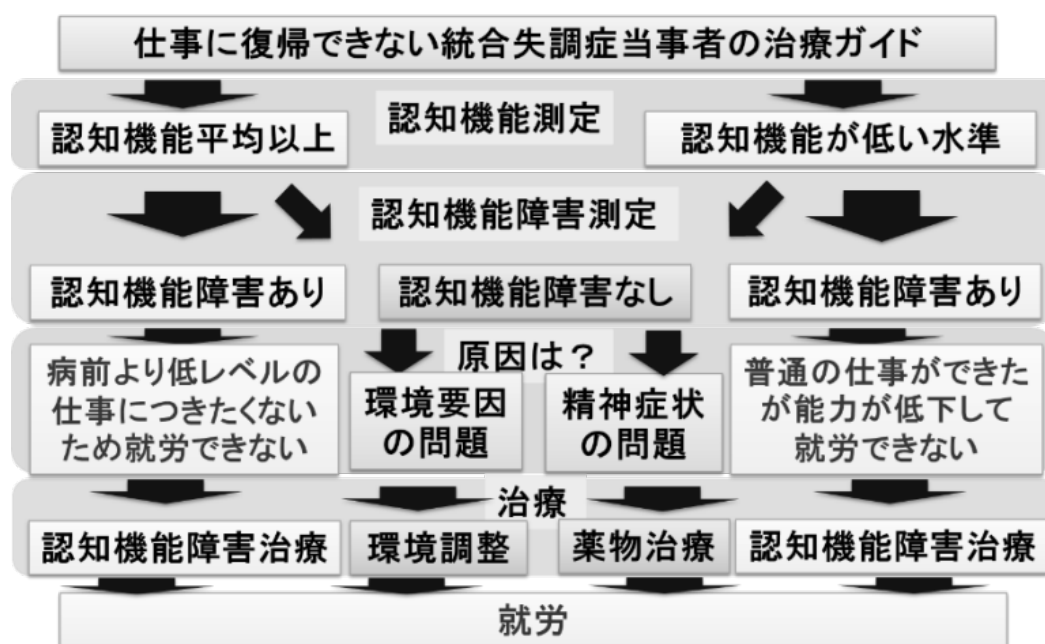 仕事に復帰できない統合失調症当事者の治療ガイド
認知機能測定
認知機能平均以上
認知機能が低い水準
認知機能障害測定
認知機能障害あり
認知機能障害なし
認知機能障害あり
原因は？
病前より低レベルの
仕事につきたくない
ため就労できない
環境要因
の問題
精神症状
の問題
普通の仕事ができた
が能力が低下して
就労できない
治療
認知機能障害治療
環境調整
薬物治療
認知機能障害治療
就労